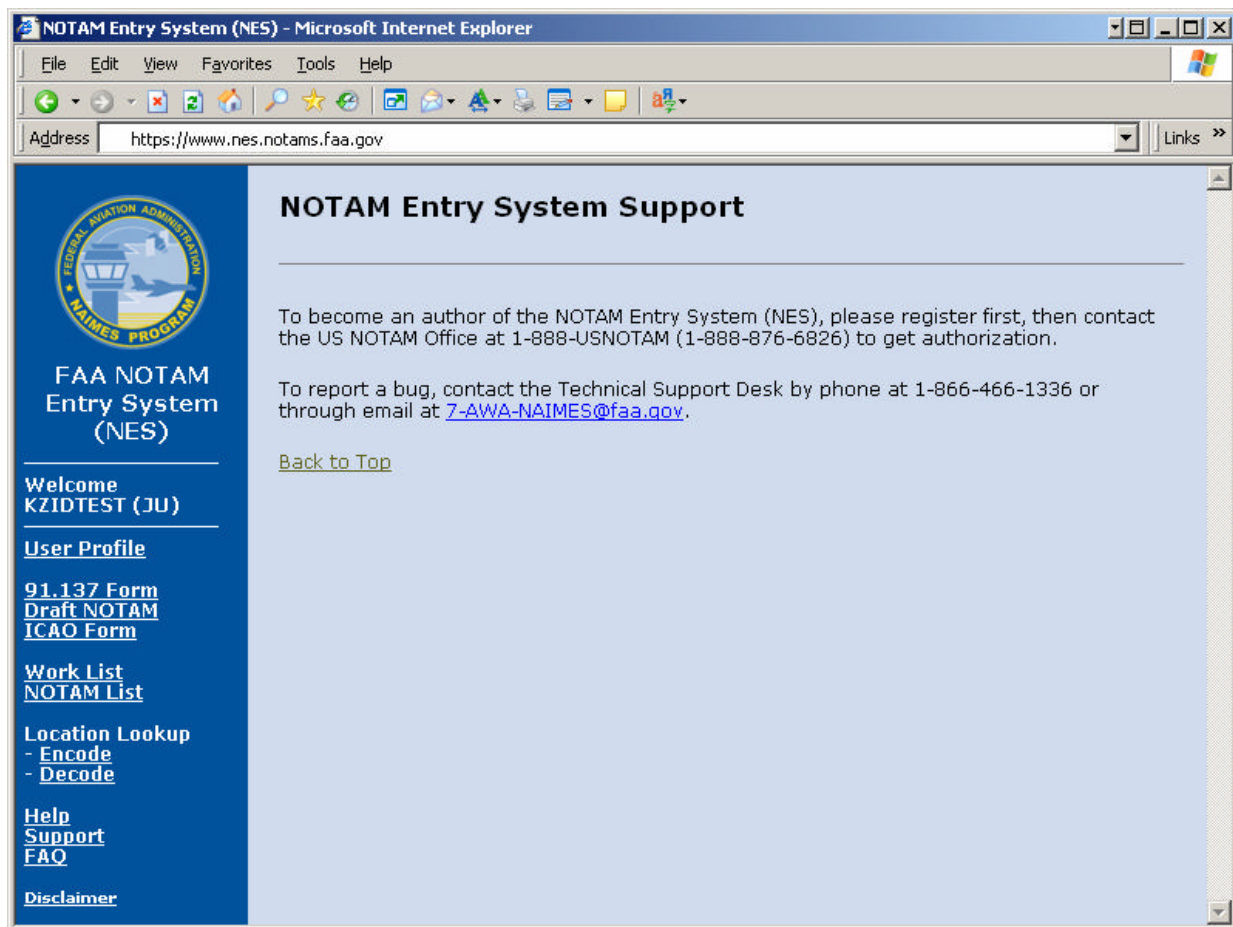 NOTAM Entry System (NES) - Microsoft Internet Explorer
File Edit View Favorites Tools Help
Address https://www.nes.notams.faa.gov Links »
FEDERAL AVIATION ADMINISTRATION
NAIMES PROGRAM
FAA NOTAM
Entry System
(NES)
Welcome
KZIDTEST (JU)
User Profile
91.137 Form
Draft NOTAM
ICAO Form
Work List
NOTAM List
Location Lookup
- Encode
- Decode
Help
Support
FAQ
Disclaimer
NOTAM Entry System Support
To become an author of the NOTAM Entry System (NES), please register first, then contact
the US NOTAM Office at 1-888-USNOTAM (1-888-876-6826) to get authorization.
To report a bug, contact the Technical Support Desk by phone at 1-866-466-1336 or
through email at 7-AWA-NAIMES@faa.gov.
Back to Top